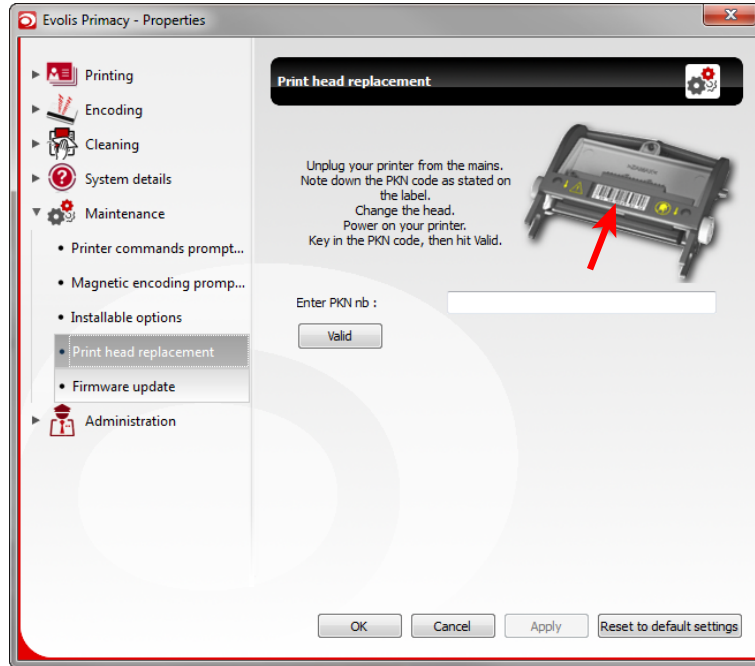 Evolis Primacy - Properties
Printing
Encoding
Cleaning
System details
Maintenance
Printer commands prompt...
Magnetic encoding promp...
Installable options
Print head replacement
Firmware update
Administration
Print head replacement
Unplug your printer from the mains.
Note down the PKN code as stated on
the label.
Change the head.
Power on your printer.
Key in the PKN code, then hit Valid.
Enter PKN nb :
Valid
OK
Cancel
Apply
Reset to default settings